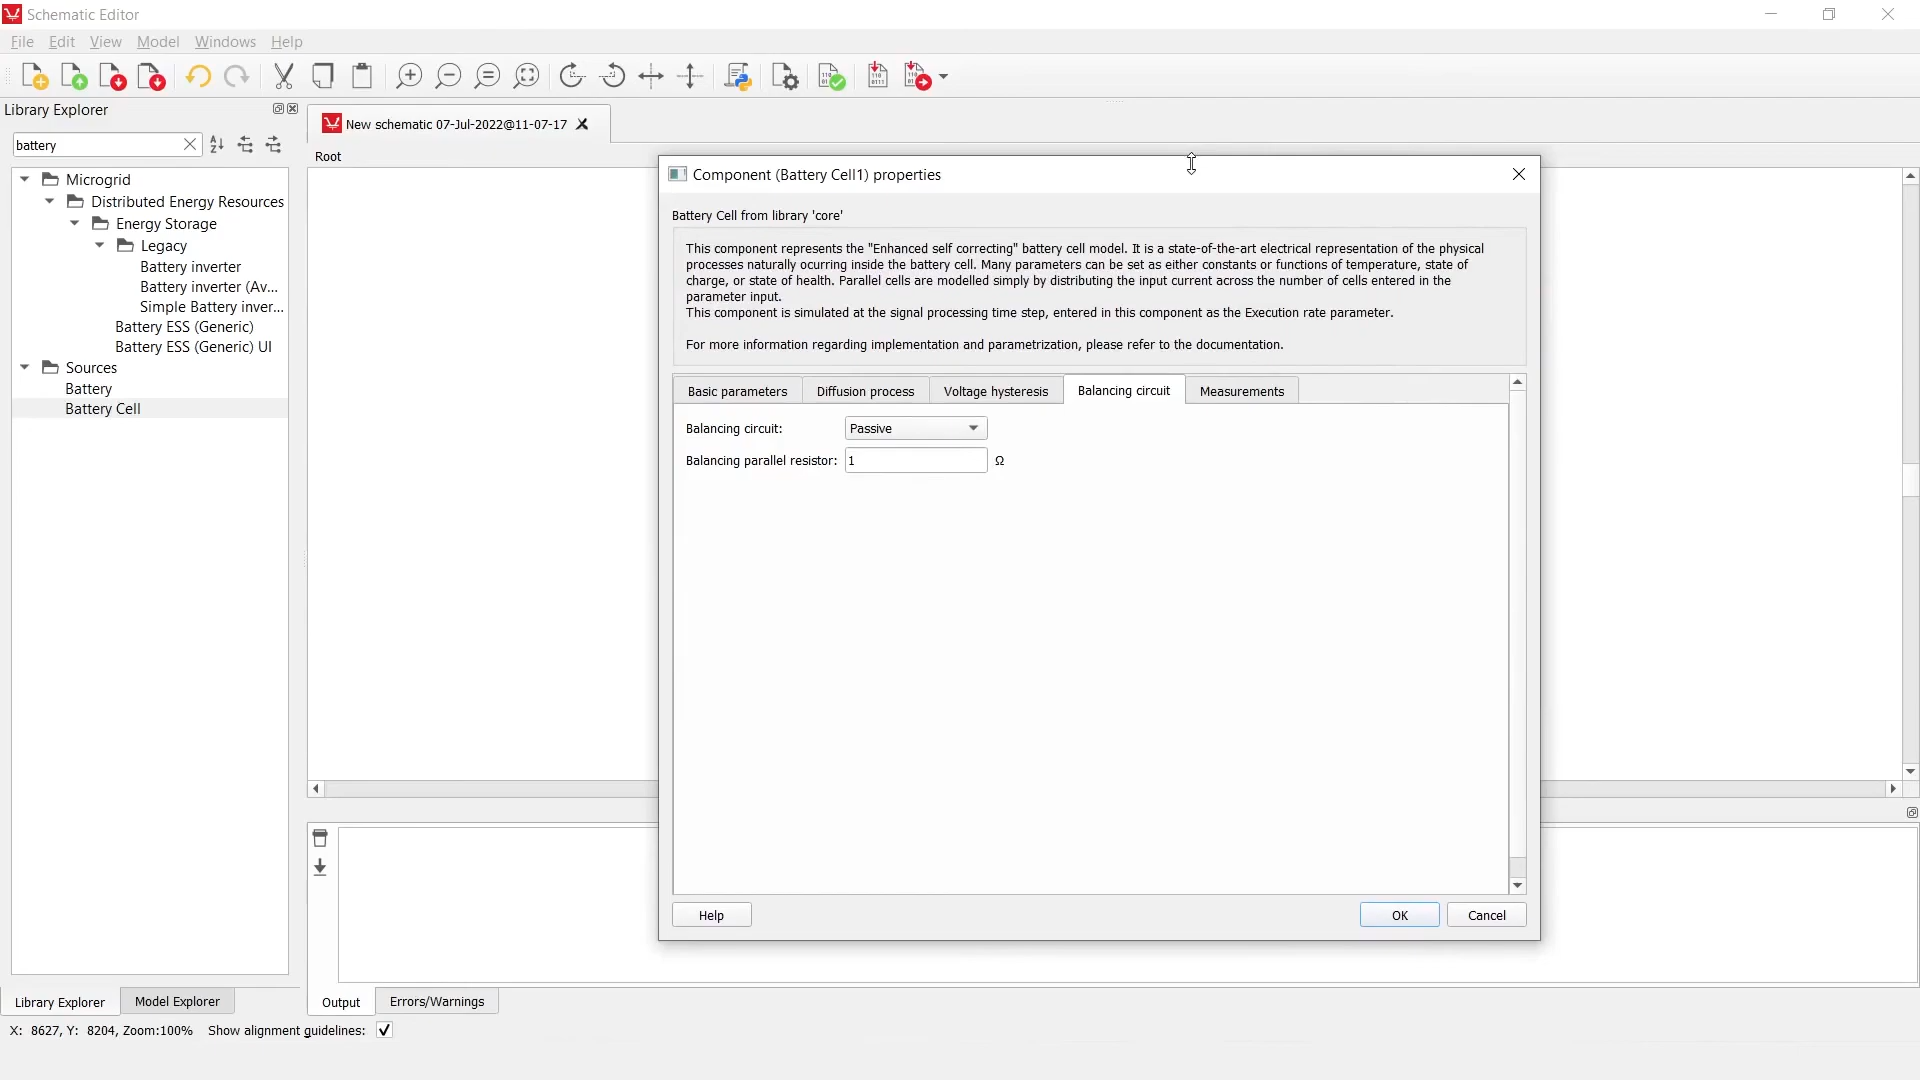 Schematic Editor
File Edit View Model Windows Help
Library Explorer
battery
Microgrid
Distributed Energy Resources
Energy Storage
Legacy
Battery inverter
Battery inverter (Av...
Simple Battery inver...
Battery ESS (Generic)
Battery ESS (Generic) UI
Sources
Battery
Battery Cell
New schematic 07-Jul-2022@11-07-17
Root
Component (Battery Cell1) properties
Battery Cell from library 'core'
This component represents the "Enhanced self correcting" battery cell model. It is a state-of-the-art electrical representation of the physical
processes naturally ocurring inside the battery cell. Many parameters can be set as either constants or functions of temperature, state of
charge, or state of health. Parallel cells are modelled simply by distributing the input current across the number of cells entered in the
parameter input.
This component is simulated at the signal processing time step, entered in this component as the Execution rate parameter.
For more information regarding implementation and parametrization, please refer to the documentation.
Basic parameters Diffusion process Voltage hysteresis Balancing circuit Measurements
Balancing circuit: Passive
Balancing parallel resistor: 1 Ω
Help OK Cancel
Library Explorer Model Explorer
Output Errors/Warnings
X: 8627, Y: 8204, Zoom:100% Show alignment guidelines: